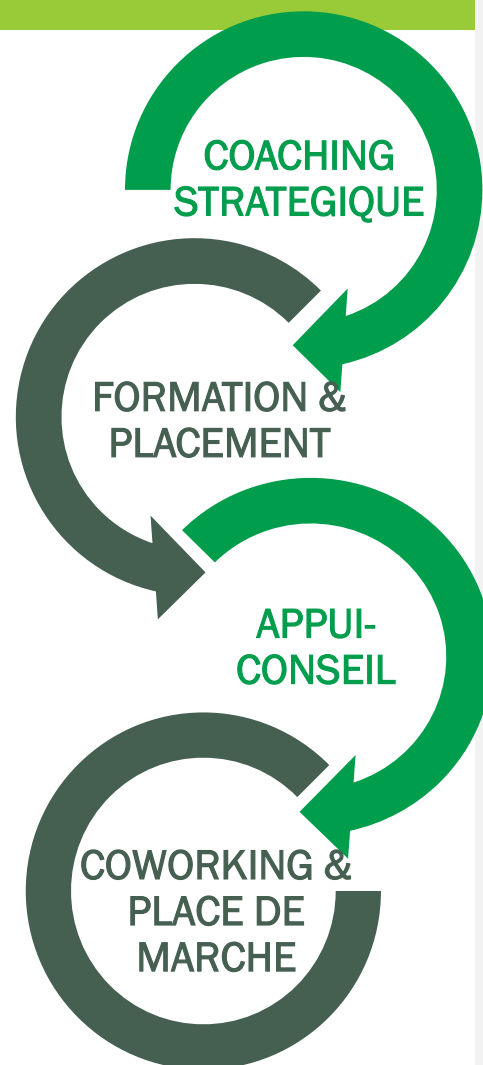 COACHING
STRATEGIQUE
FORMATION &
PLACEMENT
APPUI-
CONSEIL
COWORKING &
PLACE DE
MARCHE